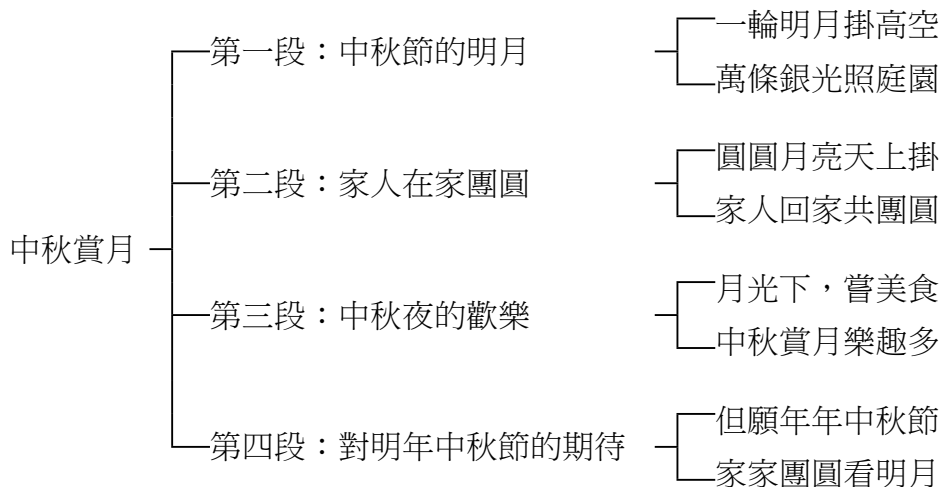 中秋賞月
第一段：中秋節的明月
一輪明月掛高空
萬條銀光照庭園
第二段：家人在家團圓
圓圓月亮天上掛
家人回家共團圓
第三段：中秋夜的歡樂
月光下，嘗美食
中秋賞月樂趣多
第四段：對明年中秋節的期待
但願年年中秋節
家家團圓看明月